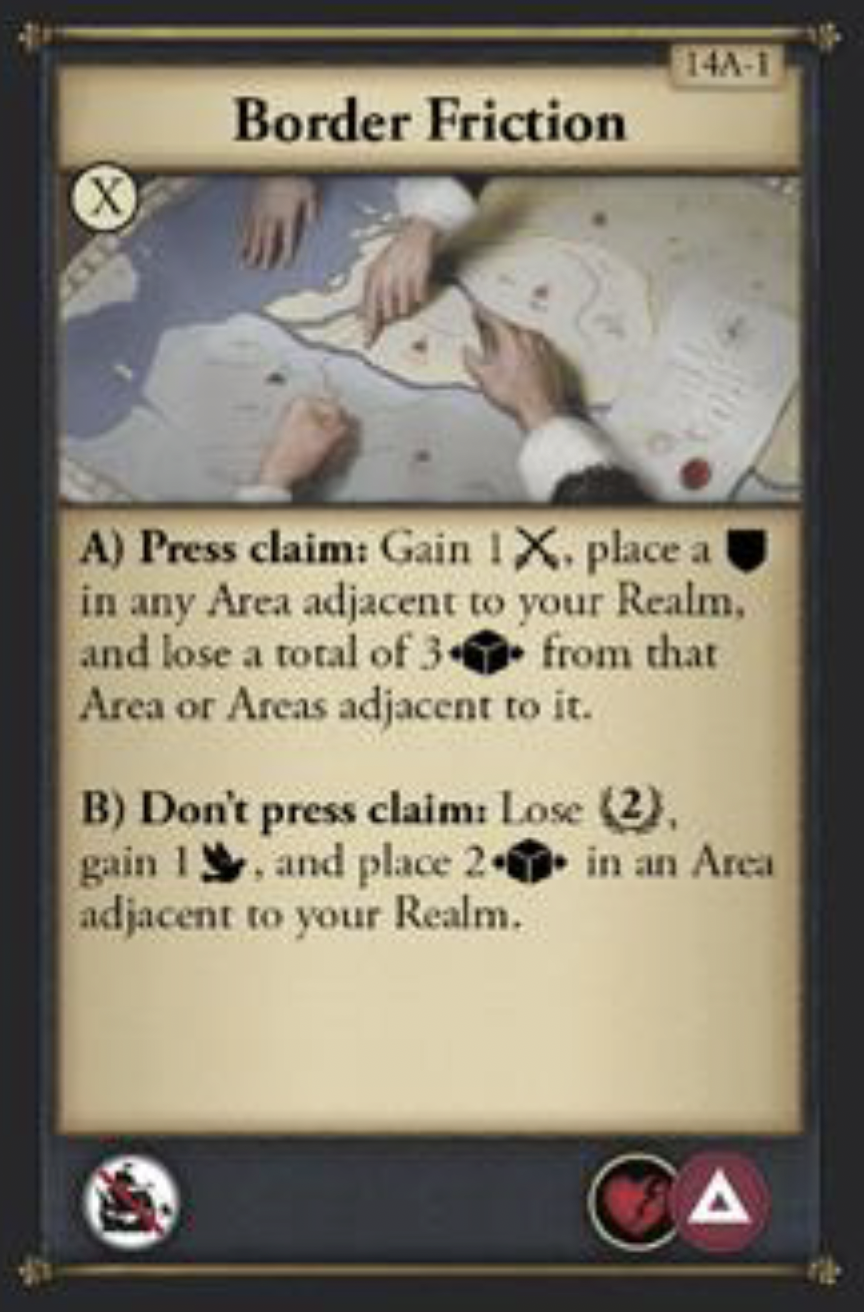 14A-1
Border Friction
X
A) Press claim: Gain 1, place a
in any Area adjacent to your Realm,
and lose a total of 3 from that
Area or Areas adjacent to it.
B) Don't press claim: Lose (2),
gain 1, and place 2 in an Area
adjacent to your Realm.